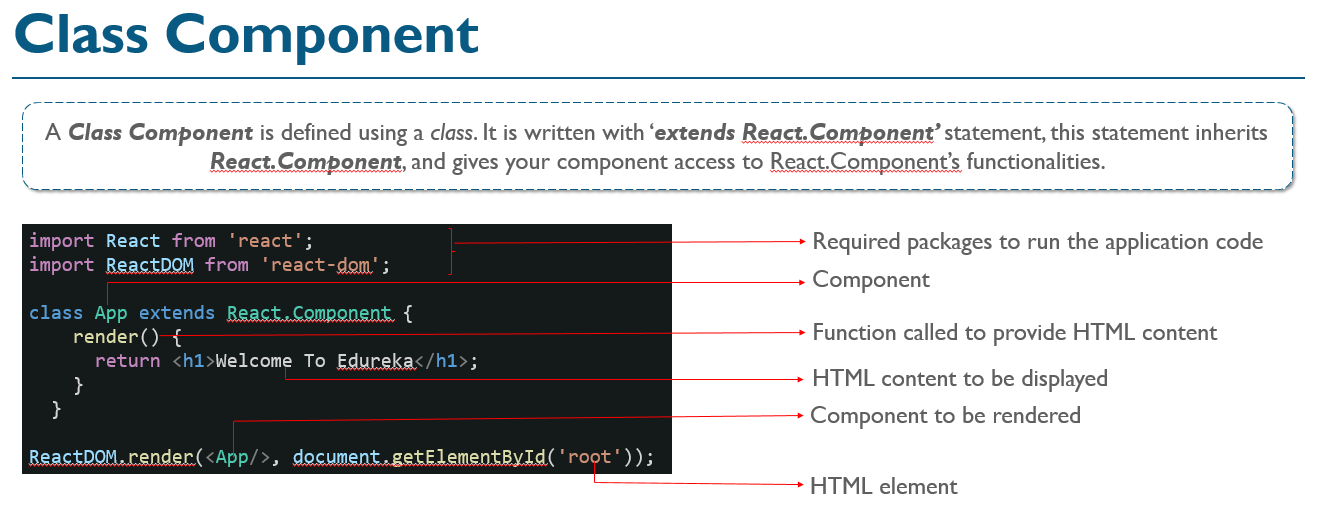 Class Component
A Class Component is defined using a class. It is written with ‘extends React.Component’ statement, this statement inherits
React.Component, and gives your component access to React.Component’s functionalities.
import React from 'react';
import ReactDOM from 'react-dom';
class App extends React.Component {
render() {
return <h1>Welcome To Edureka</h1>;
}
}
ReactDOM.render(<App/>, document.getElementById('root'));
Required packages to run the application code
Component
Function called to provide HTML content
HTML content to be displayed
Component to be rendered
HTML element